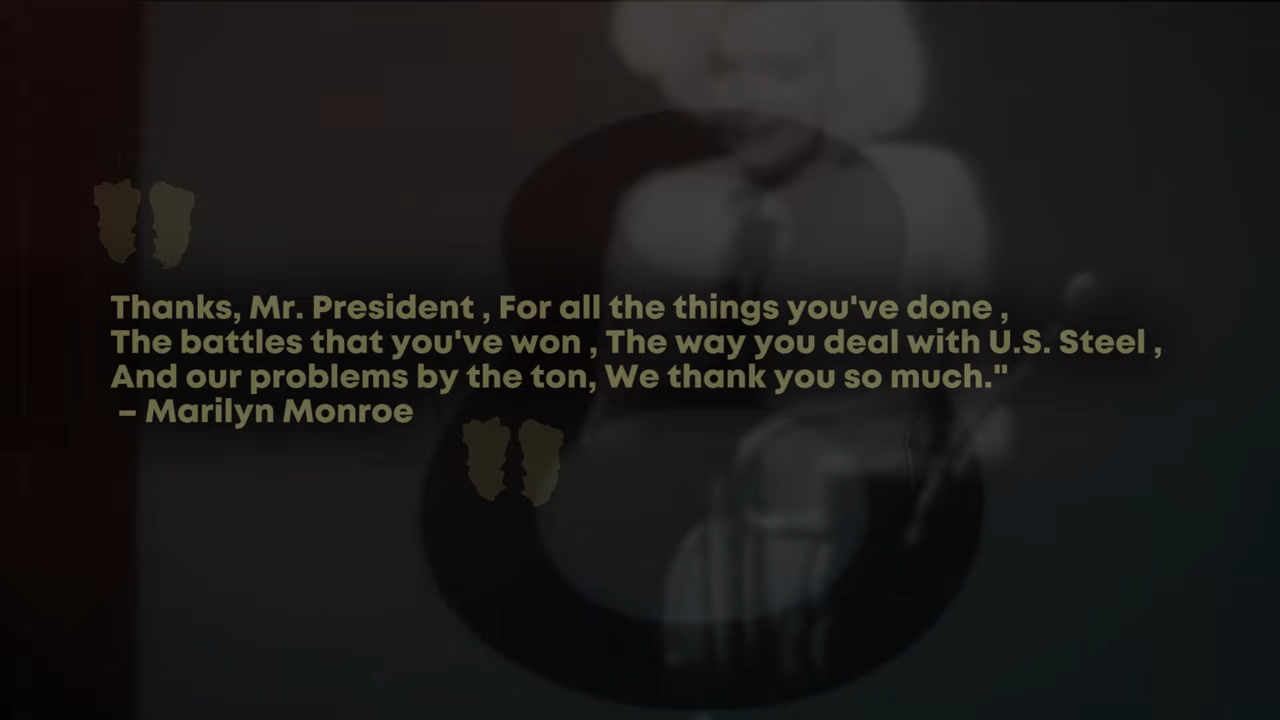 Thanks, Mr. President , For all the things you've done ,
The battles that you've won , The way you deal with U.S. Steel ,
And our problems by the ton, We thank you so much."
– Marilyn Monroe